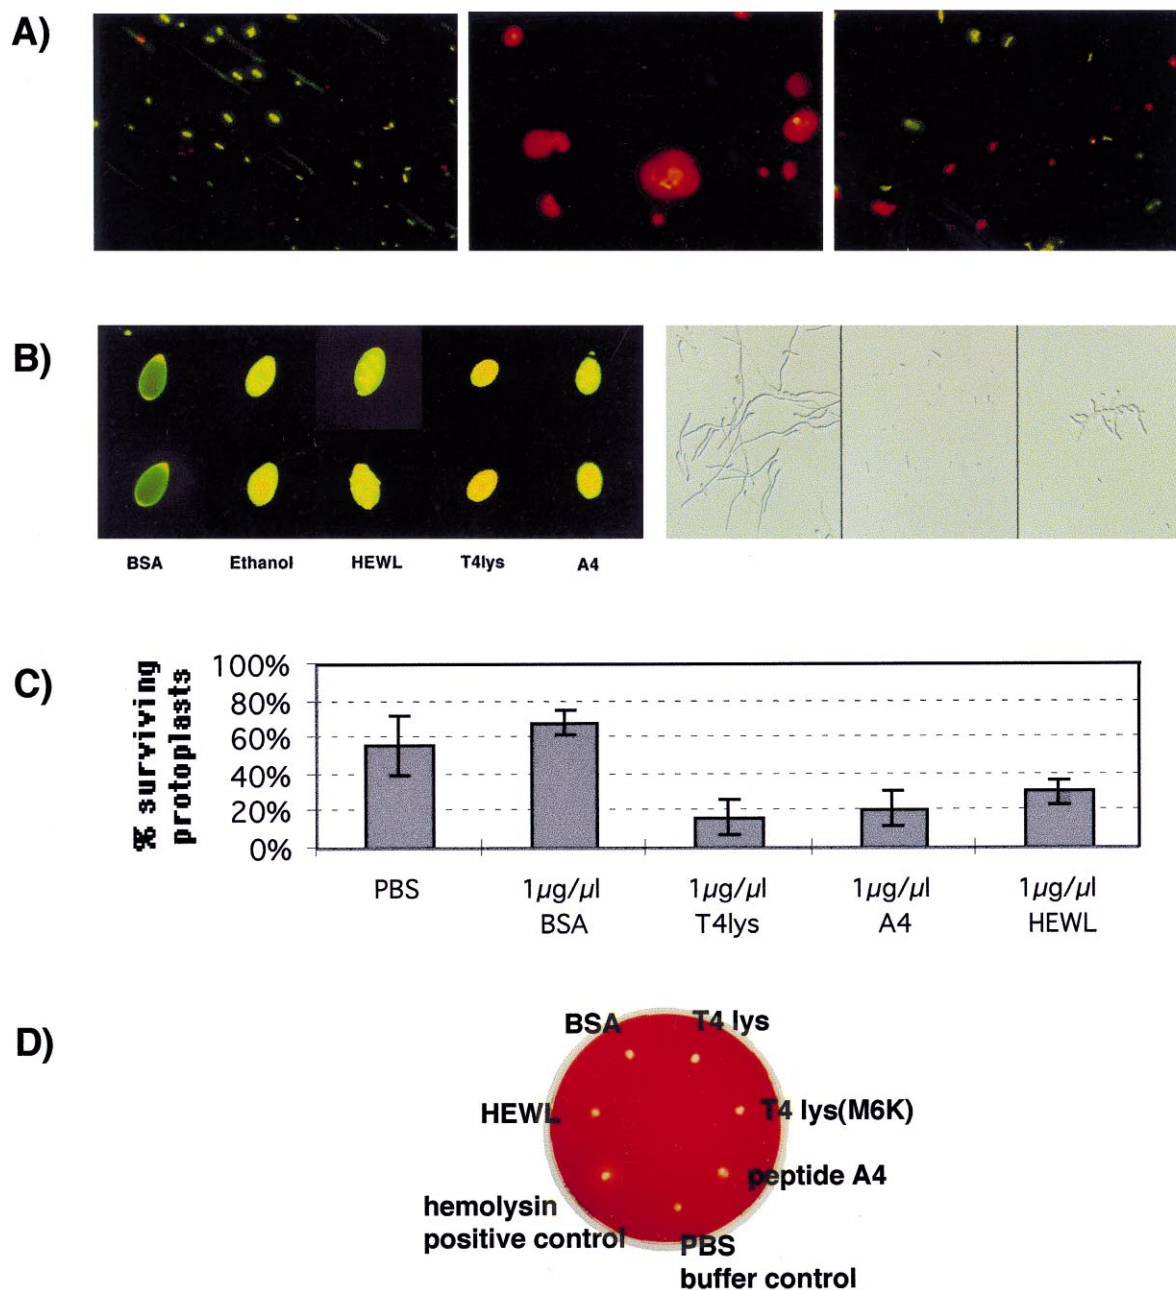 A)
B)
BSA Ethanol HEWL T4lys A4
C)
% surviving
protoplasts
100%
80%
60%
40%
20%
0%
PBS 1µg/µl 1µg/µl 1µg/µl 1µg/µl
BSA T4lys A4 HEWL
D)
BSA T4 lys
HEWL T4 lys(M6K)
peptide A4
hemolysin
positive control
PBS
buffer control